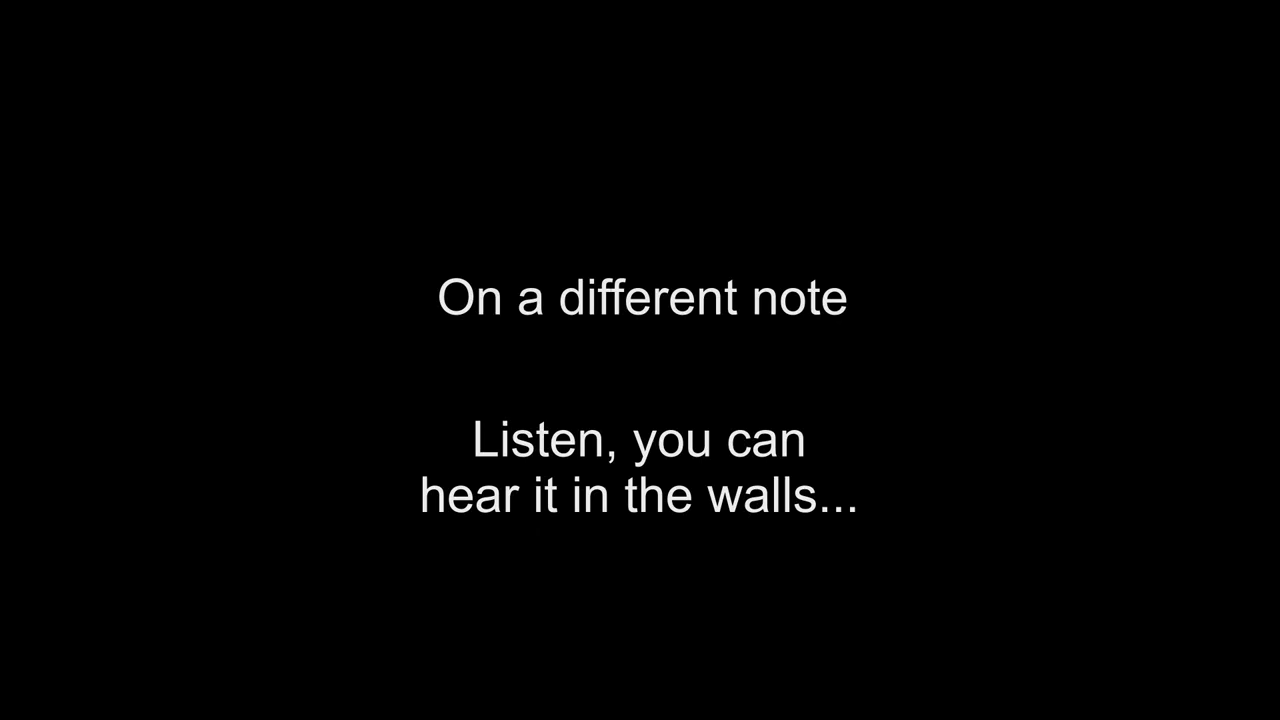 On a different note
Listen, you can
hear it in the walls...